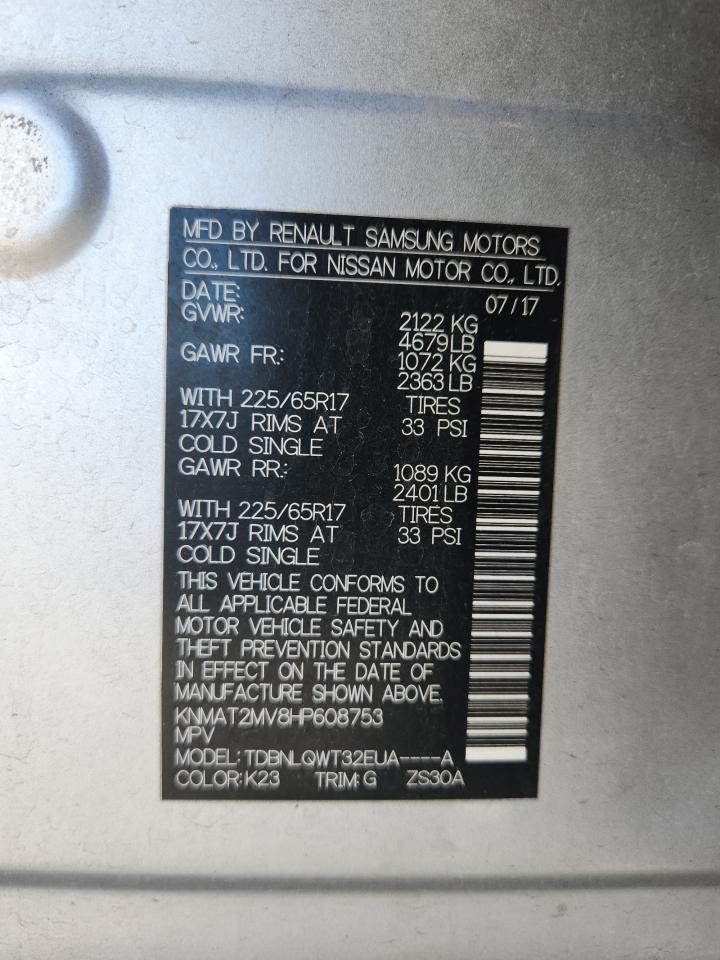 MFD BY RENAULT SAMSUNG MOTORS
CO., LTD. FOR NISSAN MOTOR CO., LTD.
DATE: 07/17
GVWR: 2122 KG
4679LB
GAWR FR.: 1072 KG
2363LB
WITH 225/65R17 TIRES
17X7J RIMS AT 33 PSI
COLD SINGLE
GAWR RR.: 1089 KG
2401LB
WITH 225/65R17 TIRES
17X7J RIMS AT 33 PSI
COLD SINGLE
THIS VEHICLE CONFORMS TO
ALL APPLICABLE FEDERAL
MOTOR VEHICLE SAFETY AND
THEFT PREVENTION STANDARDS
IN EFFECT ON THE DATE OF
MANUFACTURE SHOWN ABOVE.
KNMAT2MV8HP608753
MPV
MODEL: TDBNLQWT32EUA----A
COLOR:K23 TRIM:G ZS30A